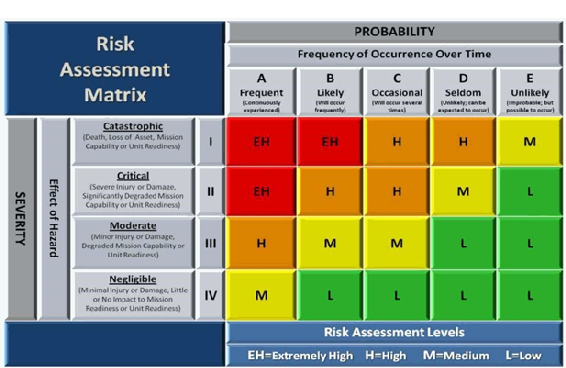 Risk
Assessment
Matrix
PROBABILITY
Frequency of Occurrence Over Time
A
Frequent
(Continuously
experienced)
B
Likely
(Will occur
frequently)
C
Occasional
(Will occur several
times)
D
Seldom
(Unlikely; can be
expected to occur)
E
Unlikely
(Improbable; but
possible to occur)
SEVERITY
Effect of Hazard
Catastrophic
(Death, Loss of Asset, Mission
Capability or Unit Readiness)
I
EH
EH
H
H
M
Critical
(Severe Injury or Damage,
Significantly Degraded Mission
Capability or Unit Readiness)
II
EH
H
H
M
L
Moderate
(Minor Injury or Damage,
Degraded Mission Capability or
Unit Readiness)
III
H
M
M
L
L
Negligible
(Minimal Injury or Damage, Little
or No Impact to Mission
Readiness or Unit Readiness)
IV
M
L
L
L
L
Risk Assessment Levels
EH=Extremely High H=High M=Medium L=Low